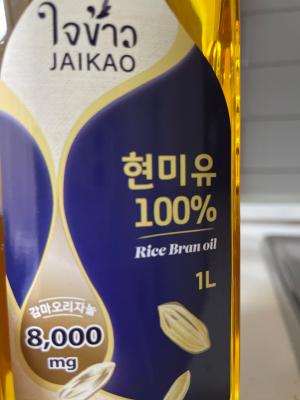 ใจข้าว
JAIKAO
현미유
100%
Rice Bran oil
1L
감마오리자놀
8,000
mg